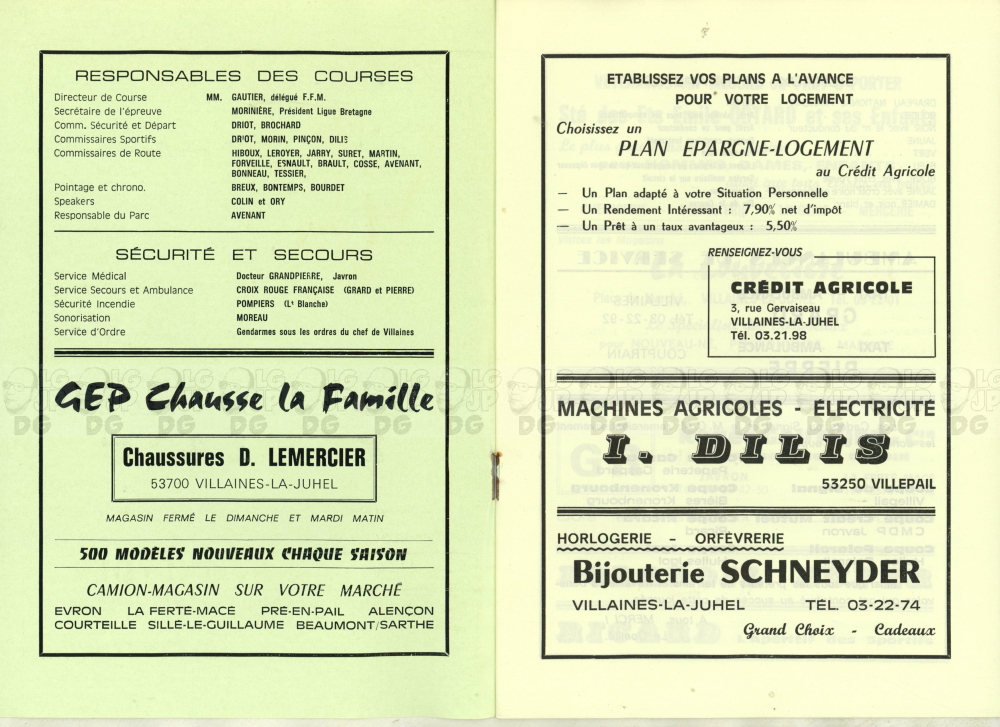 RESPONSABLES DES COURSES
Directeur de Course MM. GAUTIER, délégué F.F.M.
Secrétaire de l'épreuve MORINIÈRE, Président Ligue Bretagne
Comm. Sécurité et Départ DRIOT, BROCHARD
Commissaires Sportifs DRIOT, MORIN, PINÇON, DILIS
Commissaires de Route HIBOUX, LEROYER, JARRY, SURET, MARTIN,
FORVEILLE, ESNAULT, BRAULT, COSSE, AVENANT,
BONNEAU, TESSIER,
Pointage et chrono. BREUX, BONTEMPS, BOURDET
Speakers COLIN et ORY
Responsable du Parc AVENANT
SÉCURITÉ ET SECOURS
Service Médical Docteur GRANDPIERRE, Javron
Service Secours et Ambulance CROIX ROUGE FRANÇAISE (GRARD et PIERRE)
Sécurité Incendie POMPIERS (Ls Blanche)
Sonorisation MOREAU
Service d'Ordre Gendarmes sous les ordres du chef de Villaines
GEP Chausse la Famille
Chaussures D. LEMERCIER
53700 VILLAINES-LA-JUHEL
MAGASIN FERMÉ LE DIMANCHE ET MARDI MATIN
500 MODÈLES NOUVEAUX CHAQUE SAISON
CAMION-MAGASIN SUR VOTRE MARCHÉ
EVRON LA FERTÉ-MACÉ PRÉ-EN-PAIL ALENÇON
COURTEILLE SILLÉ-LE-GUILLAUME BEAUMONT/SARTHE
ETABLISSEZ VOS PLANS A L'AVANCE
POUR VOTRE LOGEMENT
Choisissez un
PLAN EPARGNE-LOGEMENT
au Crédit Agricole
— Un Plan adapté à votre Situation Personnelle
— Un Rendement Intéressant : 7,90% net d'impôt
— Un Prêt à un taux avantageux : 5,50%
RENSEIGNEZ-VOUS
CRÉDIT AGRICOLE
3, rue Gervaiseau
VILLAINES-LA-JUHEL
Tél. 03.21.98
MACHINES AGRICOLES - ÉLECTRICITÉ
I. DILIS
53250 VILLEPAIL
HORLOGERIE - ORFÈVRERIE
Bijouterie SCHNEYDER
VILLAINES-LA-JUHEL TÉL. 03-22-74
Grand Choix - Cadeaux